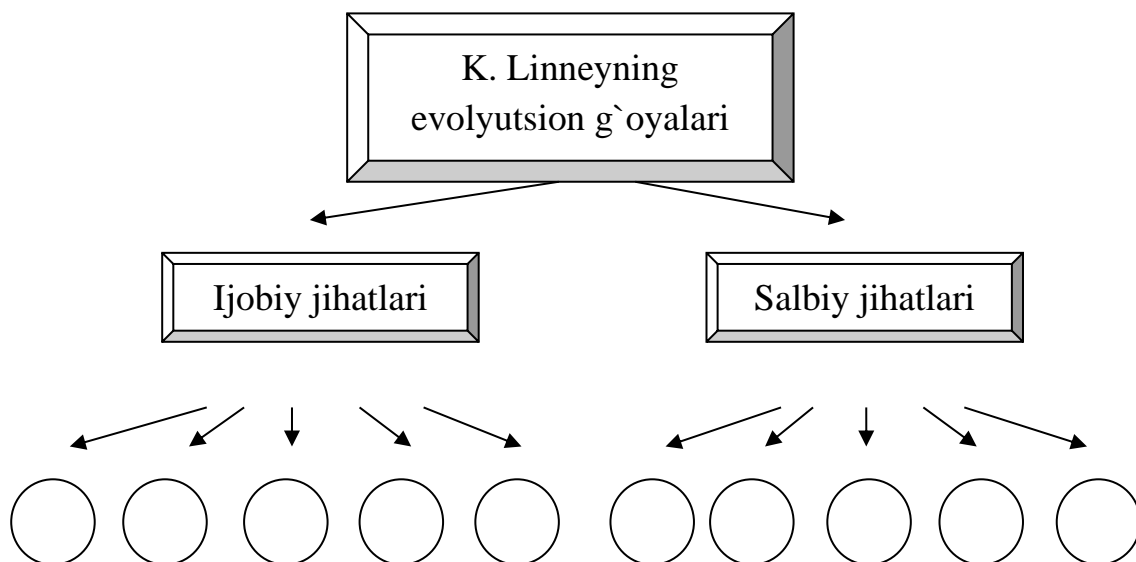 K. Linneyning
evolyutsion g`oyalari
Ijobiy jihatlari
Salbiy jihatlari